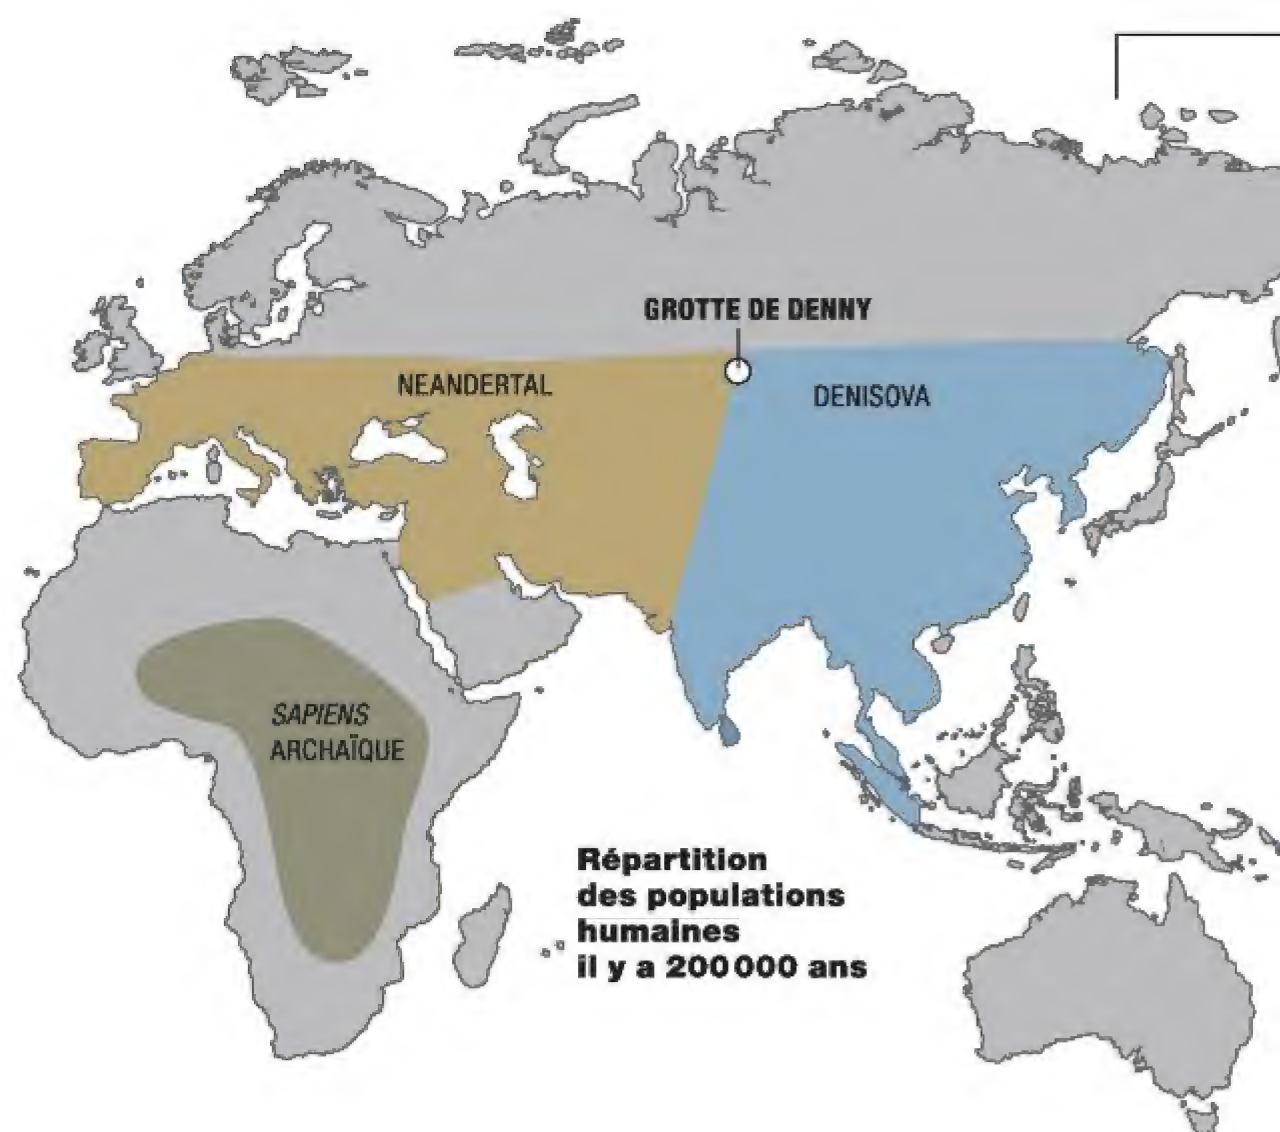 GROTTE DE DENNY
NEANDERTAL
DENISOVA
SAPIENS
ARCHAÏQUE
Répartition
des populations
humaines
il y a 200 000 ans